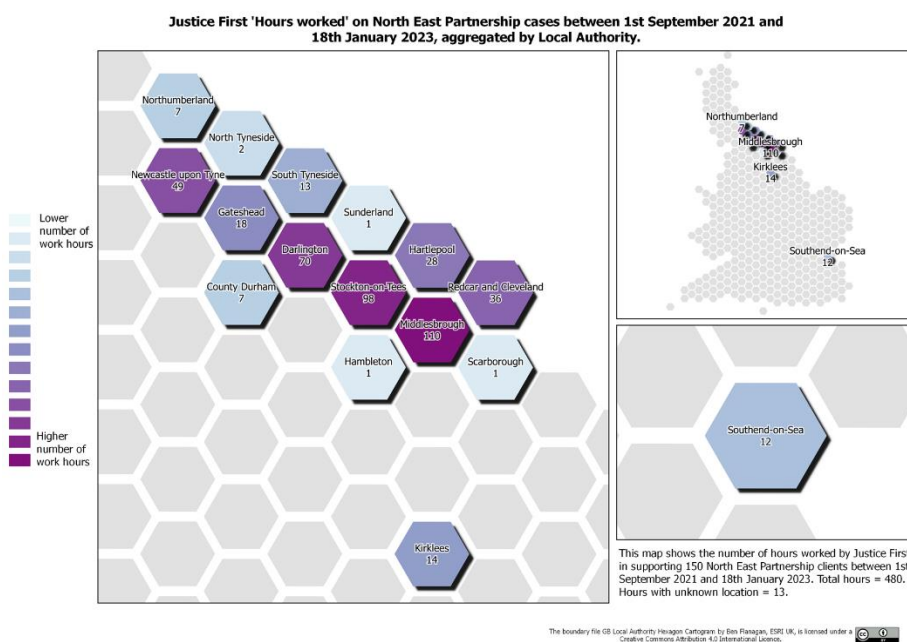 Justice First 'Hours worked' on North East Partnership cases between 1st September 2021 and
18th January 2023, aggregated by Local Authority.
Lower
number of
work hours
Higher
number of
work hours
Northumberland
7
North Tyneside
2
Newcastle upon Tyne
49
South Tyneside
13
Gateshead
18
Sunderland
1
Darlington
70
Hartlepool
28
County Durham
7
Stockton-on-Tees
98
Redcar and Cleveland
36
Middlesbrough
110
Hambleton
1
Scarborough
1
Kirklees
14
Northumberland
7
Middlesbrough
110
Kirklees
14
Southend-on-Sea
12
Southend-on-Sea
12
This map shows the number of hours worked by Justice First
in supporting 150 North East Partnership clients between 1st
September 2021 and 18th January 2023. Total hours = 480.
Hours with unknown location = 13.
The boundary file GB Local Authority Hexagon Cartogram by Ben Flanagan, ESRI UK, is licensed under a
Creative Commons Attribution 4.0 International Licence.